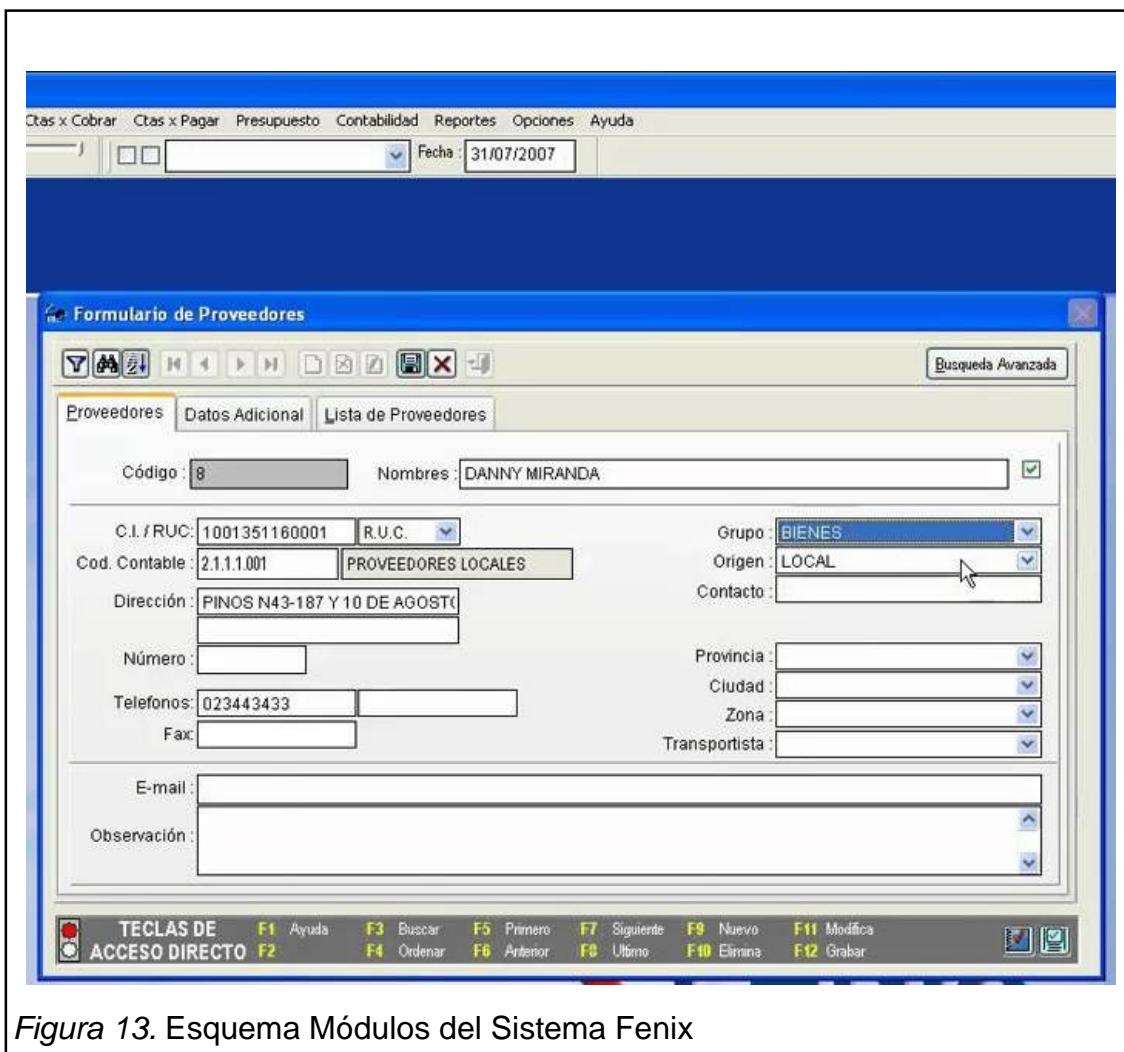 Ctas x Cobrar Ctas x Pagar Presupuesto Contabilidad Reportes Opciones Ayuda
Fecha : 31/07/2007
Formulario de Proveedores
Busqueda Avanzada
Proveedores Datos Adicional Lista de Proveedores
Código : 8 Nombres : DANNY MIRANDA
C.I. / RUC: 1001351160001 R.U.C. Grupo : BIENES
Cod. Contable : 2.1.1.1.001 PROVEEDORES LOCALES Origen : LOCAL
Dirección : PINOS N43-187 Y 10 DE AGOSTO Contacto :
Número : Provincia :
Ciudad :
Telefonos: 023443433 Zona :
Fax: Transportista :
E-mail :
Observación :
TECLAS DE F1 Ayuda F3 Buscar F5 Primero F7 Siguiente F9 Nuevo F11 Modifica
ACCESO DIRECTO F2 F4 Ordenar F6 Anterior F8 Ultimo F10 Elimina F12 Grabar
Figura 13. Esquema Módulos del Sistema Fenix